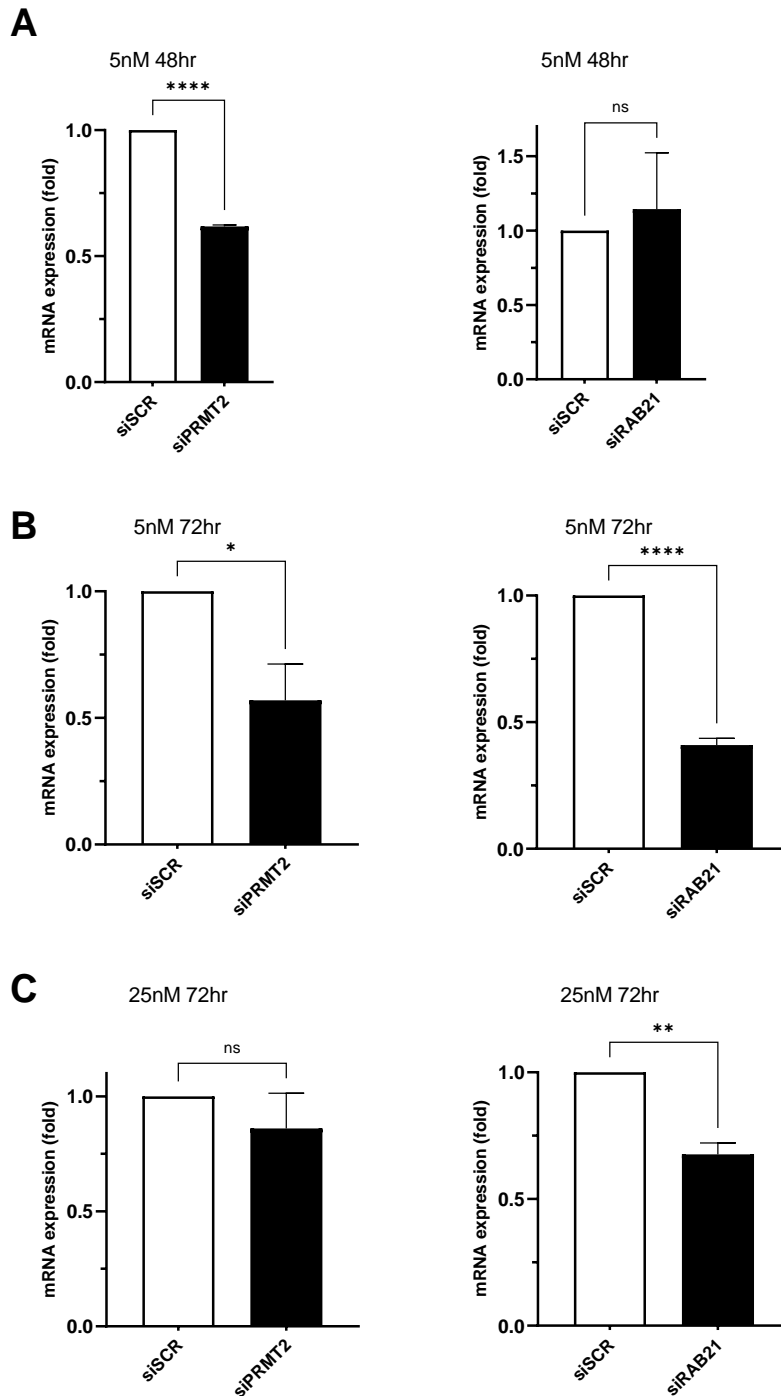 A
5nM 48hr
****
mRNA expression (fold)
1.0
0.5
0.0
siSCR
siPRMT2
5nM 48hr
ns
mRNA expression (fold)
1.5
1.0
0.5
0.0
siSCR
siRAB21
B
5nM 72hr
*
mRNA expression (fold)
1.0
0.5
0.0
siSCR
siPRMT2
5nM 72hr
****
mRNA expression (fold)
1.0
0.5
0.0
siSCR
siRAB21
C
25nM 72hr
ns
mRNA expression (fold)
1.0
0.5
0.0
siSCR
siPRMT2
25nM 72hr
**
mRNA expression (fold)
1.0
0.5
0.0
siSCR
siRAB21